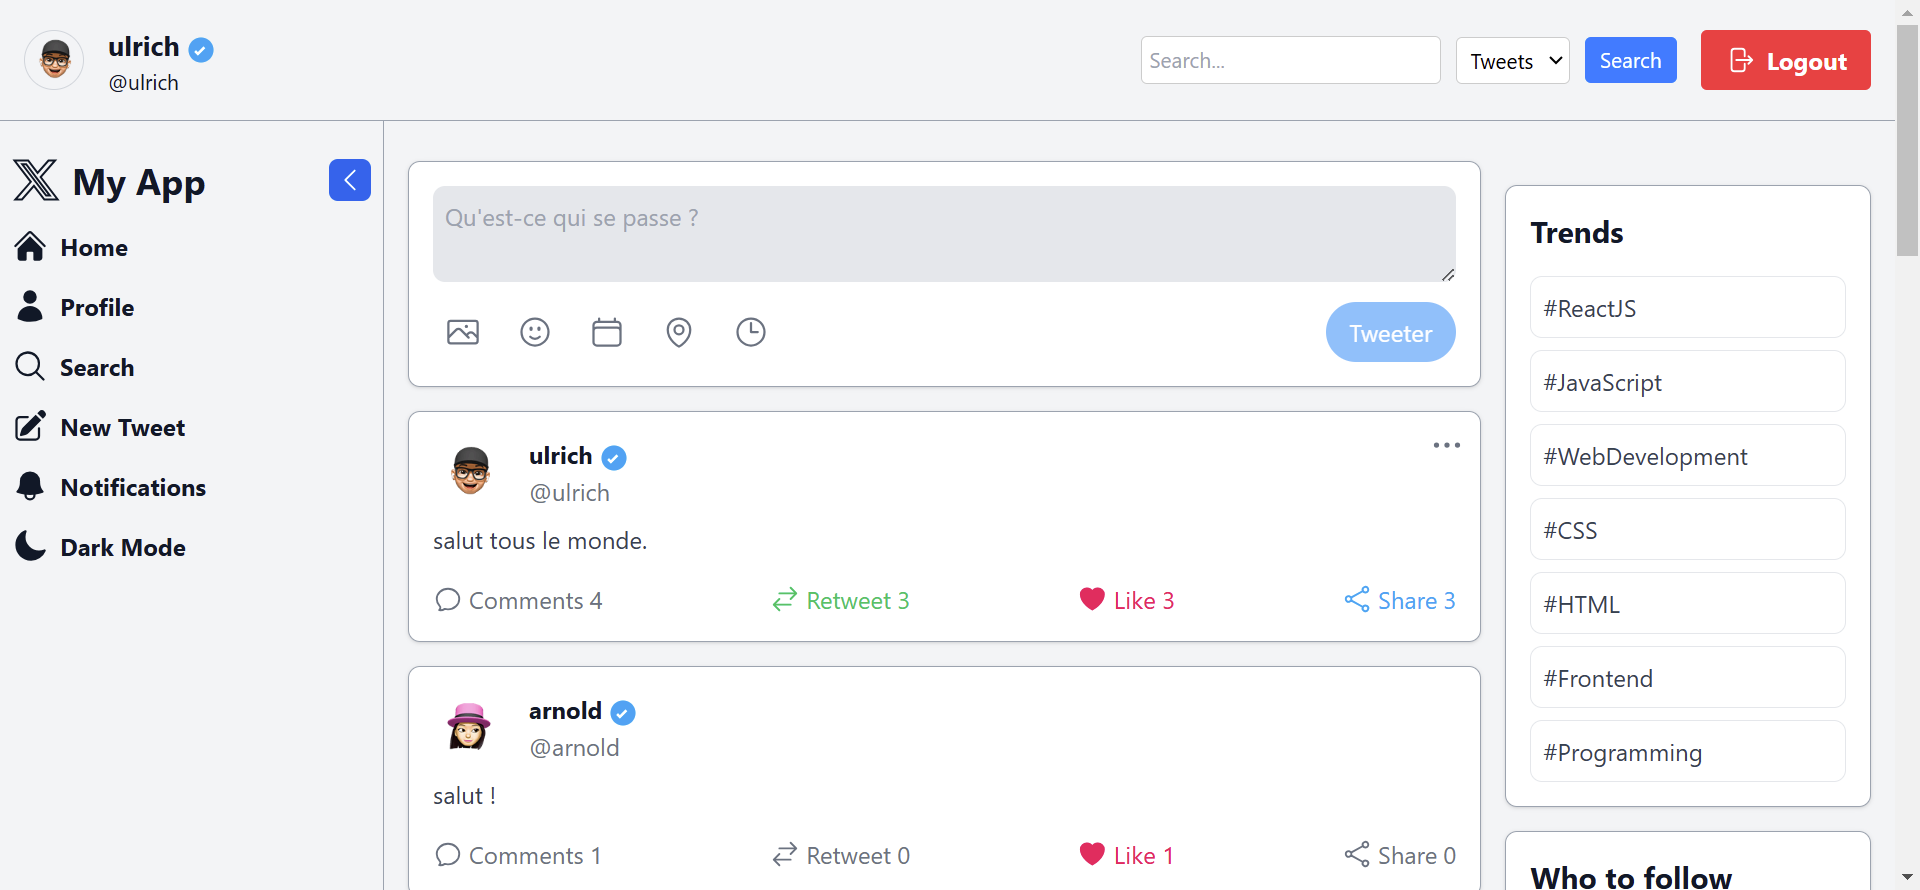 ulrich
@ulrich
Search...
Tweets
Search
Logout
My App
Home
Profile
Search
New Tweet
Notifications
Dark Mode
Qu'est-ce qui se passe ?
Tweeter
ulrich
@ulrich
salut tous le monde.
Comments 4
Retweet 3
Like 3
Share 3
arnold
@arnold
salut !
Comments 1
Retweet 0
Like 1
Share 0
Trends
#ReactJS
#JavaScript
#WebDevelopment
#CSS
#HTML
#Frontend
#Programming
Who to follow